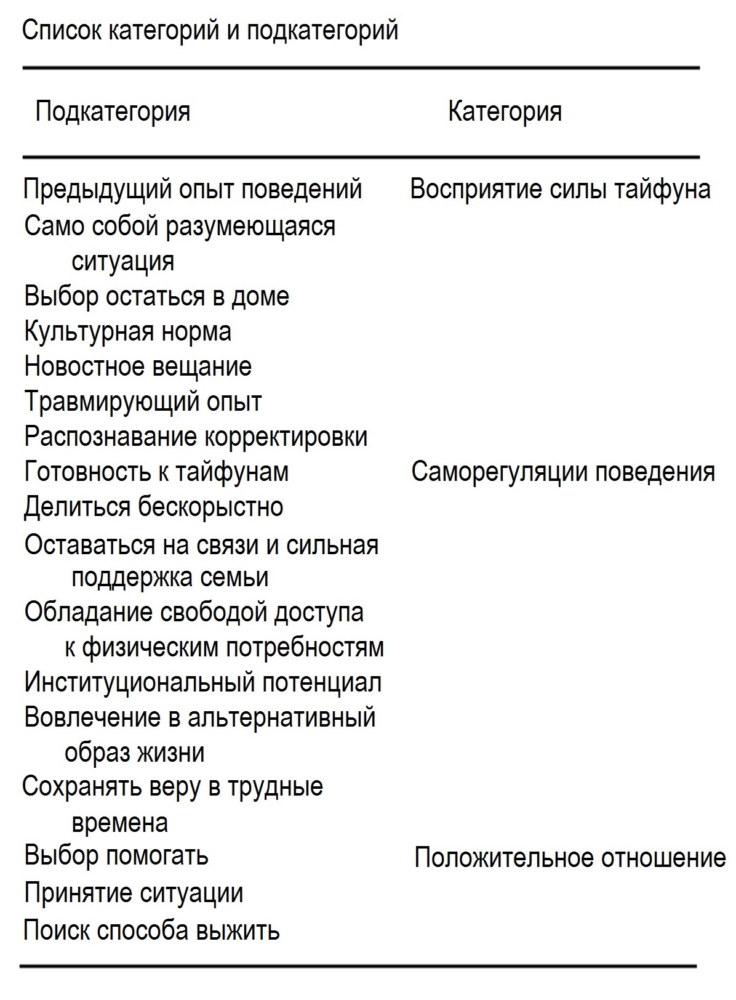 Список категорий и подкатегорий
Подкатегория Категория
Предыдущий опыт поведений Восприятие силы тайфуна
Само собой разумеющаяся
ситуация
Выбор остаться в доме
Культурная норма
Новостное вещание
Травмирующий опыт
Распознавание корректировки
Готовность к тайфунам Саморегуляции поведения
Делиться бескорыстно
Оставаться на связи и сильная
поддержка семьи
Обладание свободой доступа
к физическим потребностям
Институциональный потенциал
Вовлечение в альтернативный
образ жизни
Сохранять веру в трудные
времена
Выбор помогать Положительное отношение
Принятие ситуации
Поиск способа выжить